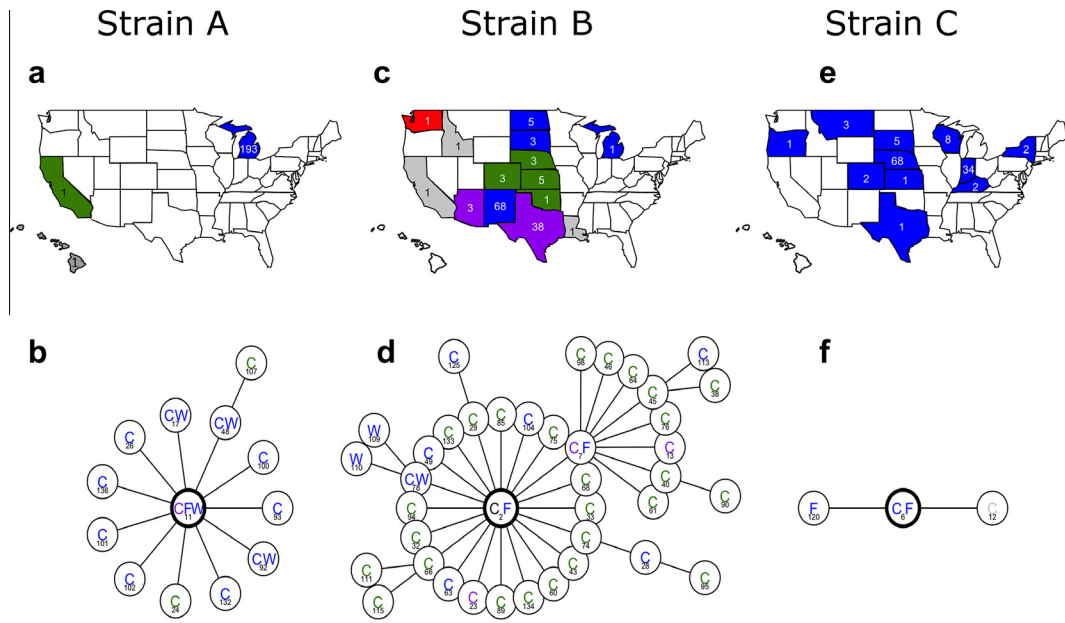 Strain A
Strain B
Strain C
a
c
e
193
1
1
1
5
3
1
1
3
3
5
1
1
3
68
38
1
3
1
5
8
2
68
34
2
1
2
1
b
d
f
C 107
CW 17
CW 48
C 26
C 100
C 136
CFW 11
C 93
C 101
CW 92
C 102
C 24
C 132
C 125
C 98
C 46
C 64
C 113
C 38
C 45
C 133
C 29
C 85
C 104
C 75
C 76
W 109
C 49
C,F 7
C 13
W 110
CW 78
C 68
C 40
C 61
C 90
C 94
C,F 2
C 33
C 32
C 74
C 66
C 28
C 111
C 43
C 95
C 115
C 63
C 23
C 89
C 134
C 60
F 120
C,F 6
C 12